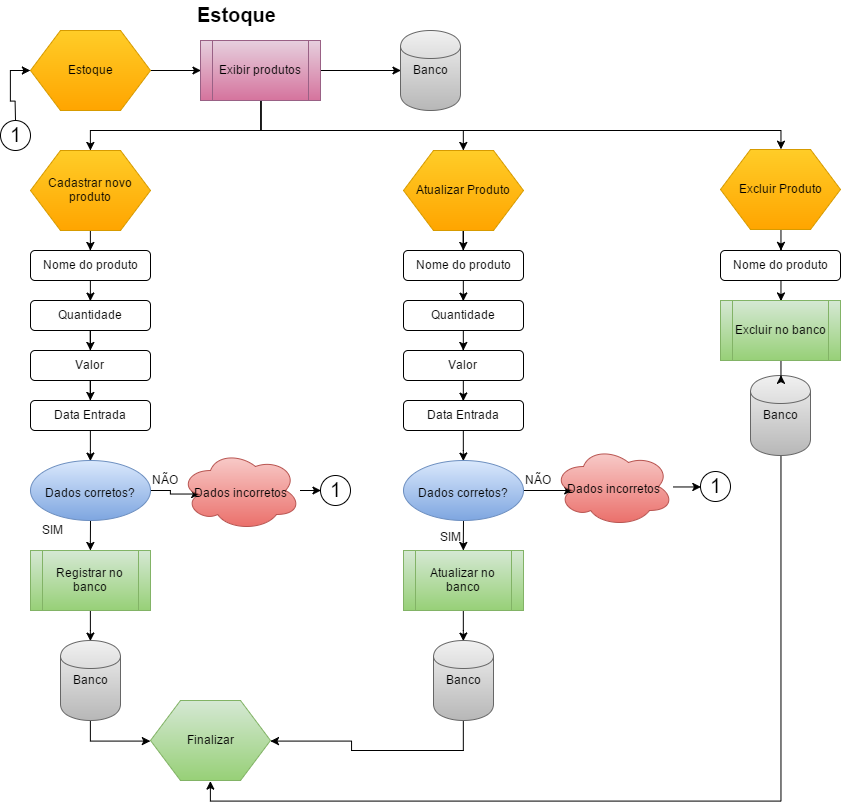 Estoque
Estoque
Exibir produtos
Banco
1
Cadastrar novo
produto
Atualizar Produto
Excluir Produto
Nome do produto
Nome do produto
Nome do produto
Quantidade
Quantidade
Excluir no banco
Valor
Valor
Data Entrada
Data Entrada
Banco
Dados corretos?
NÃO
Dados incorretos
1
Dados corretos?
NÃO
Dados incorretos
1
SIM
SIM
Registrar no
banco
Atualizar no
banco
Banco
Banco
Finalizar